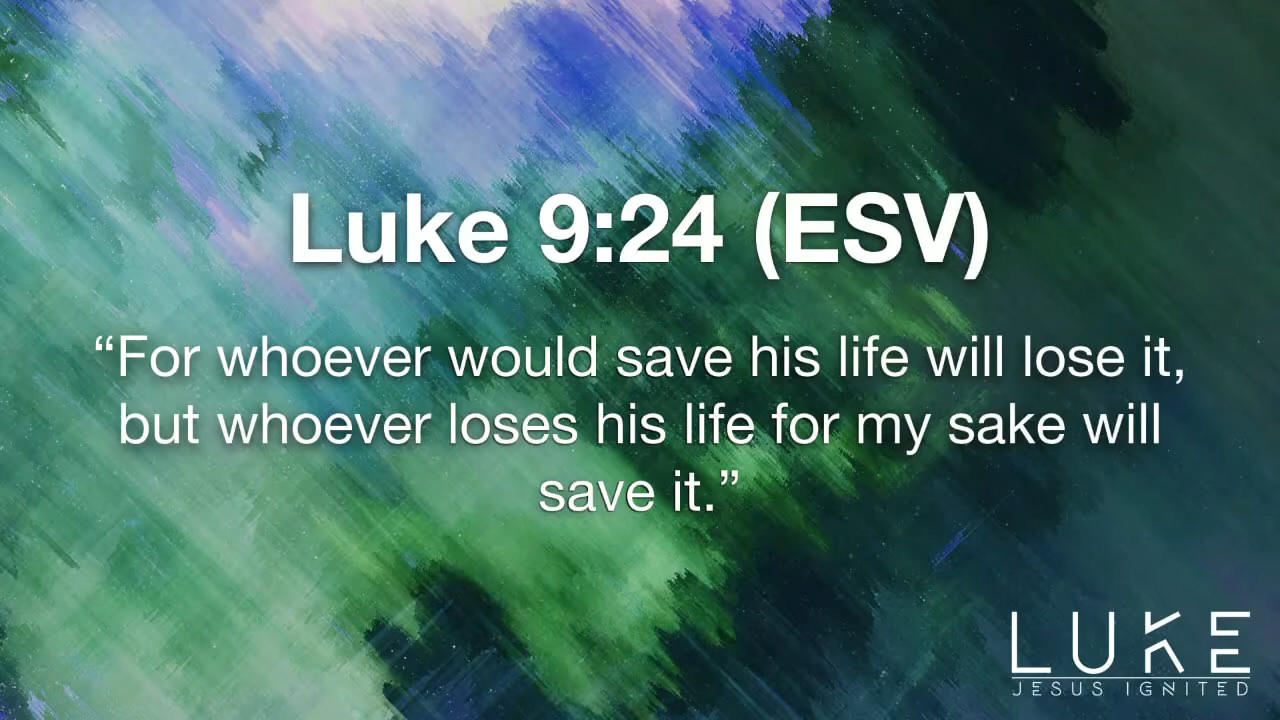 Luke 9:24 (ESV)
“For whoever would save his life will lose it,
but whoever loses his life for my sake will
save it.”
LUKE
JESUS IGNITED